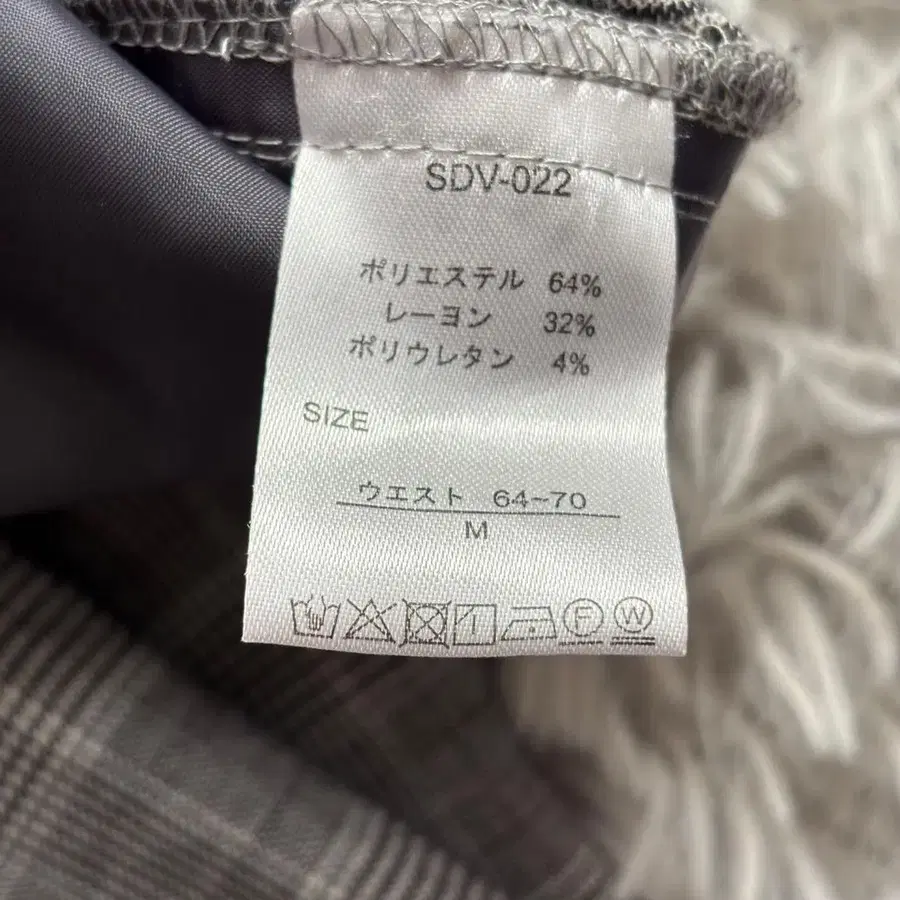 SDV-022
ポリエステル 64%
レーヨン 32%
ポリウレタン 4%
SIZE
ウエスト 64~70
M
F W